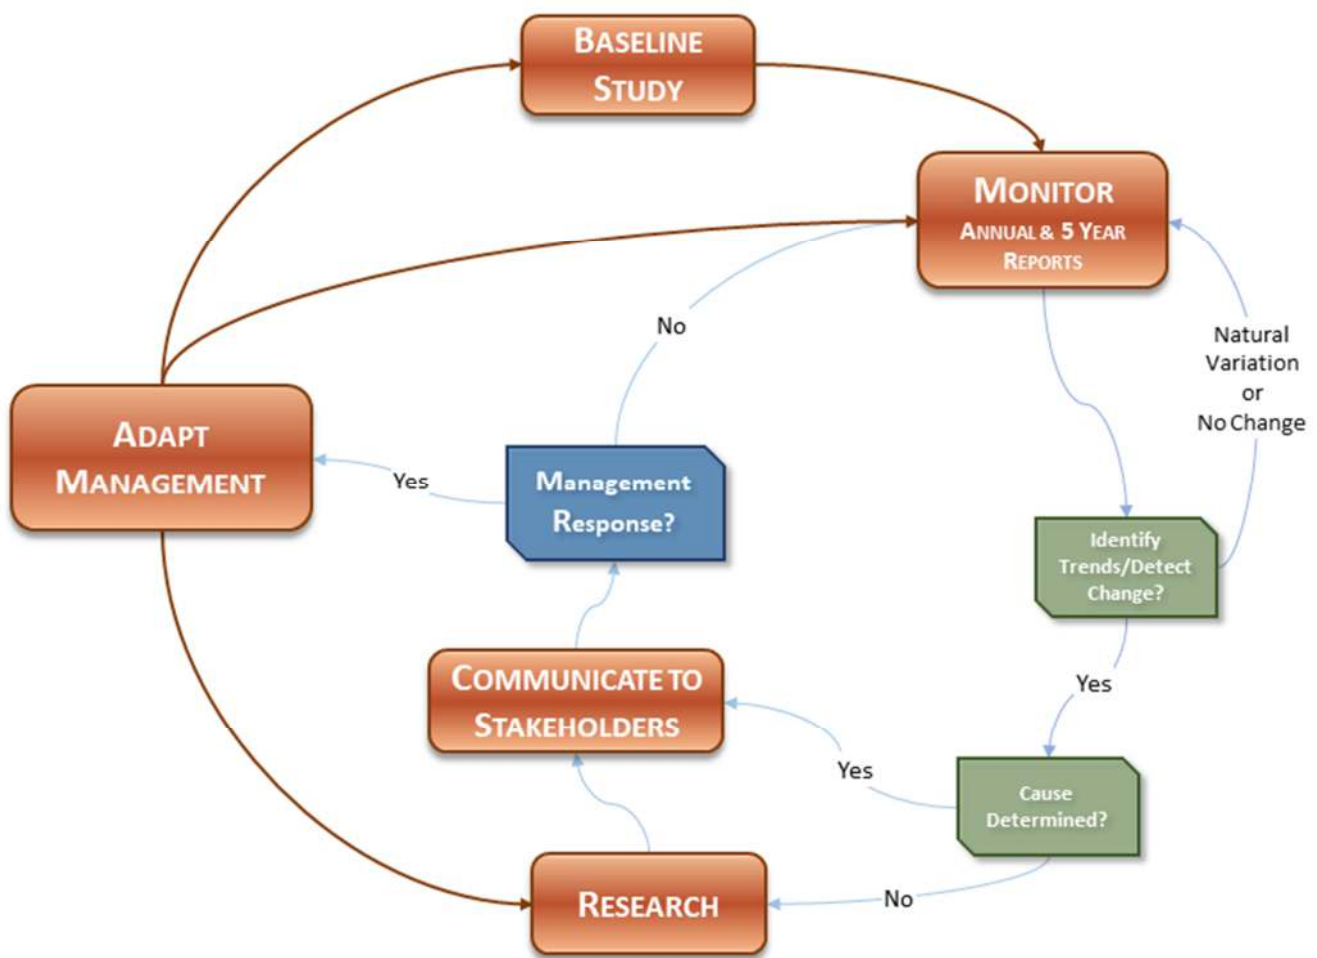 BASELINE
STUDY
MONITOR
ANNUAL & 5 YEAR
REPORTS
No
Natural
Variation
or
No Change
ADAPT
MANAGEMENT
Yes
Management
Response?
Identify
Trends/Detect
Change?
COMMUNICATE TO
STAKEHOLDERS
Yes
Yes
Cause
Determined?
RESEARCH
No